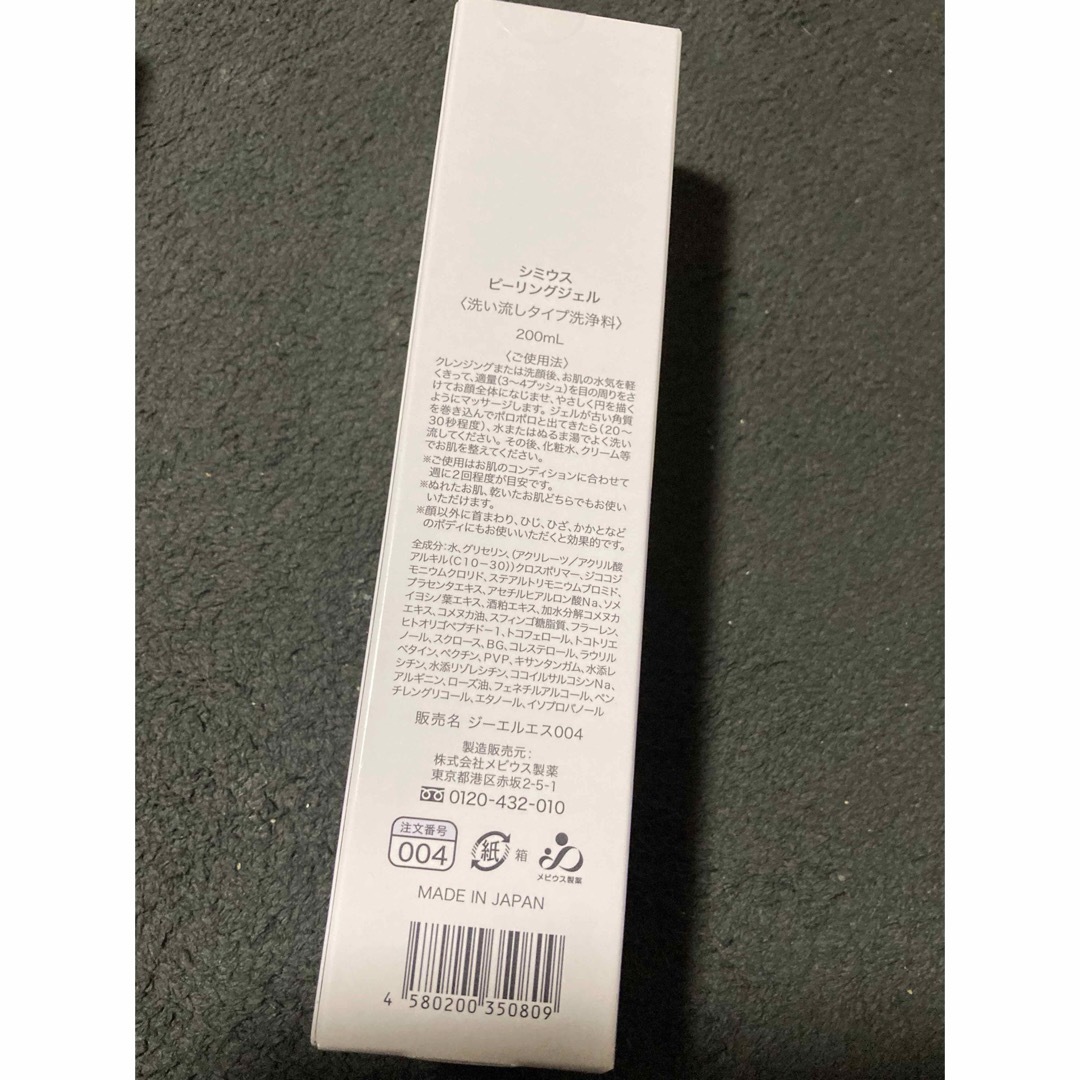 シミウス
ピーリングジェル
〈洗い流しタイプ洗浄料〉
200mL
〈ご使用法〉
クレンジングまたは洗顔後、お肌の水気を軽
くきって、適量(3〜4プッシュ)を目の周りをさ
けてお顔全体になじませ、やさしく円を描く
ようにマッサージします。ジェルが古い角質
を巻き込んでポロポロと出てきたら(20〜
30秒程度)、水またはぬるま湯でよく洗い
流してください。その後、化粧水、クリーム等
でお肌を整えてください。
※ご使用はお肌のコンディションに合わせて
週に2回程度が目安です。
※ぬれたお肌、乾いたお肌どちらでもお使い
いただけます。
※顔以外に首まわり、ひじ、ひざ、かかとなど
のボディにもお使いいただくと効果的です。
全成分:水、グリセリン、(アクリレーツ/アクリル酸
アルキル(C10-30))クロスポリマー、ジココジ
モニウムクロリド、ステアルトリモニウムブロミド、
プラセンタエキス、アセチルヒアルロン酸Na、ソメ
イヨシノ葉エキス、酒粕エキス、加水分解コメヌカ
エキス、コメヌカ油、スフィンゴ糖脂質、フラーレン、
ヒトオリゴペプチド-1、トコフェロール、トコトリエ
ノール、スクロース、BG、コレステロール、ラウリル
ベタイン、ペクチン、PVP、キサンタンガム、水添レ
シチン、水添リゾレシチン、ココイルサルコシンNa、
アルギニン、ローズ油、フェネチルアルコール、ペン
チレングリコール、エタノール、イソプロパノール
販売名 ジーエルエス004
製造販売元:
株式会社メビウス製薬
東京都港区赤坂2-5-1
0120-432-010
注文番号
004
紙 箱
メビウス製薬
MADE IN JAPAN
4 580200 350809